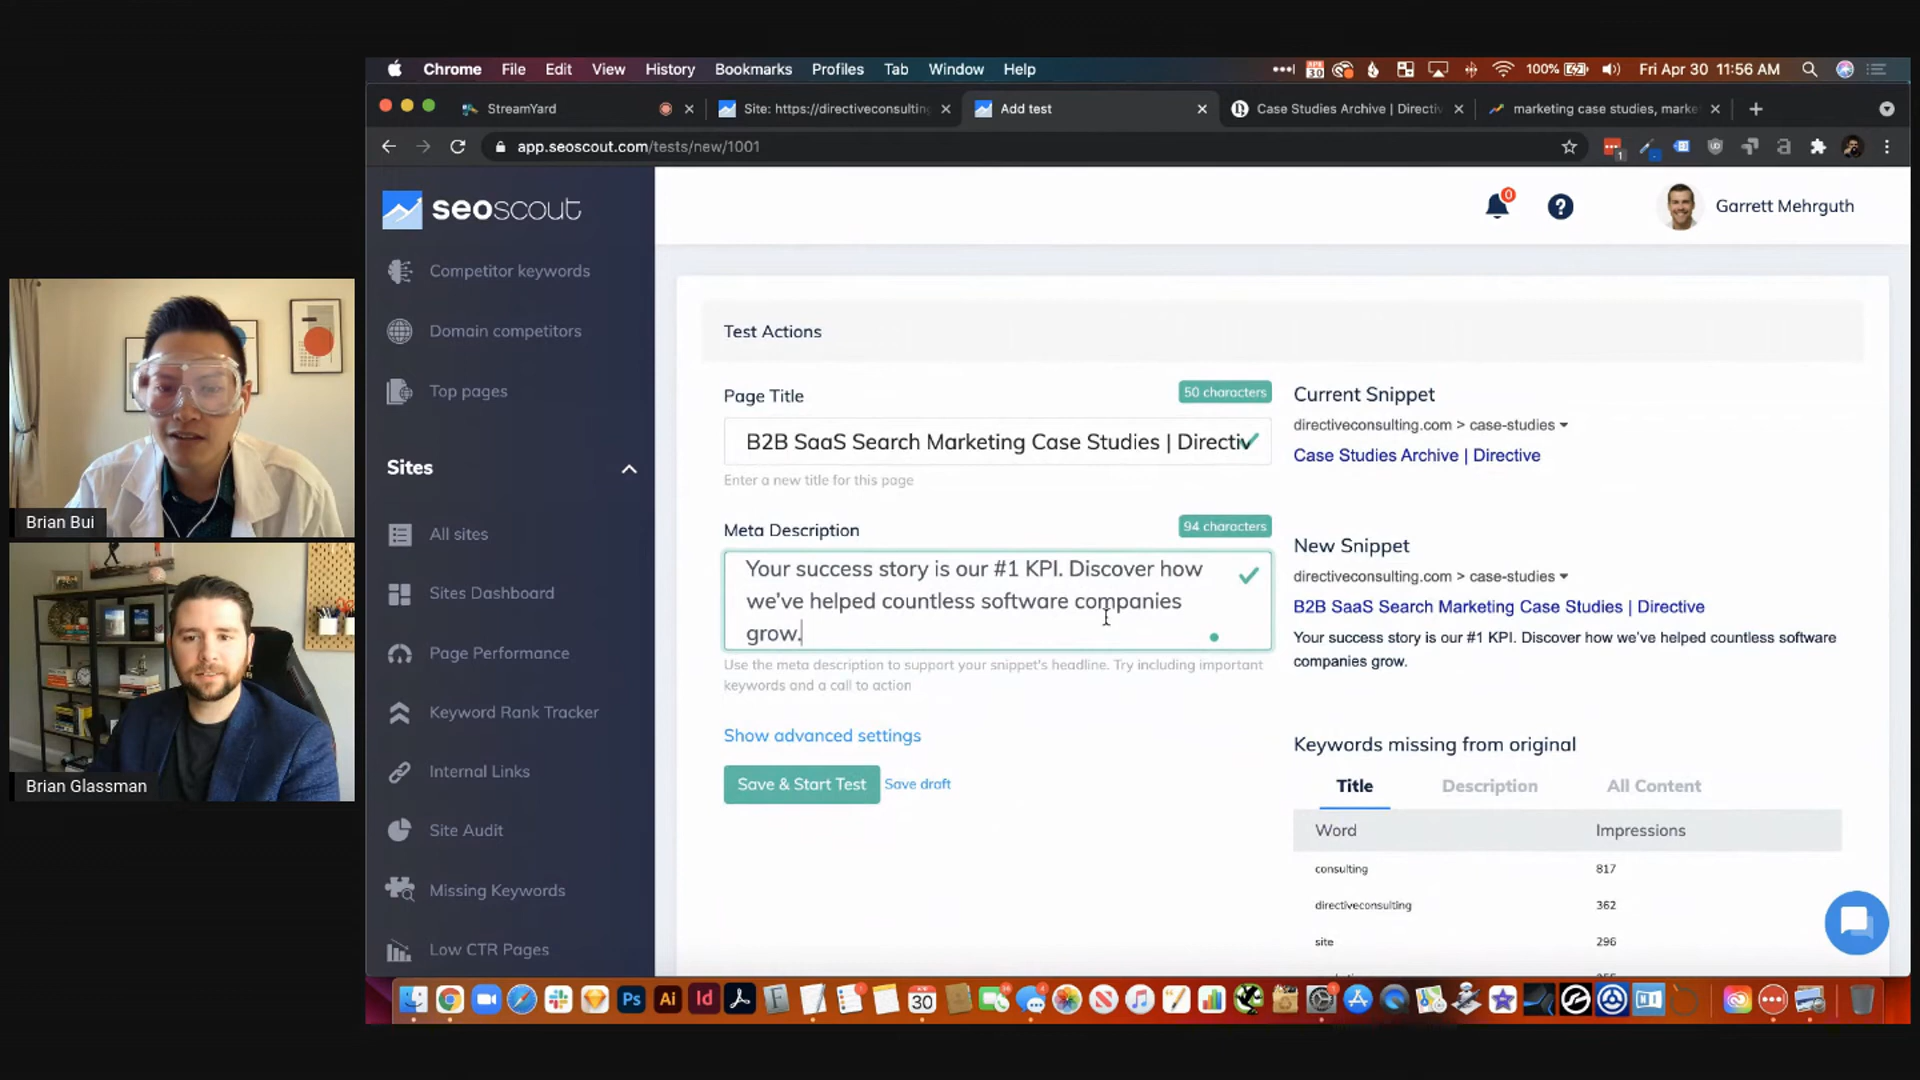 Chrome File Edit View History Bookmarks Profiles Tab Window Help
APR 30
100%
Fri Apr 30 11:56 AM
StreamYard
Site: https://directiveconsulting
Add test
Case Studies Archive | Directiv
marketing case studies, marke
app.seoscout.com/tests/new/1001
1
seoscout
0
?
Garrett Mehrguth
Competitor keywords
Domain competitors
Top pages
Sites
All sites
Sites Dashboard
Page Performance
Keyword Rank Tracker
Internal Links
Site Audit
Missing Keywords
Low CTR Pages
Test Actions
Page Title
50 characters
B2B SaaS Search Marketing Case Studies | Directiv
Enter a new title for this page
Meta Description
94 characters
Your success story is our #1 KPI. Discover how
we've helped countless software companies
grow.
Use the meta description to support your snippet's headline. Try including important
keywords and a call to action
Show advanced settings
Save & Start Test
Save draft
Current Snippet
directiveconsulting.com > case-studies
Case Studies Archive | Directive
New Snippet
directiveconsulting.com > case-studies
B2B SaaS Search Marketing Case Studies | Directive
Your success story is our #1 KPI. Discover how we've helped countless software
companies grow.
Keywords missing from original
Title Description All Content
Word Impressions
consulting 817
directiveconsulting 362
site 296
Brian Bui
Brian Glassman
Ps
Ai
Id
30